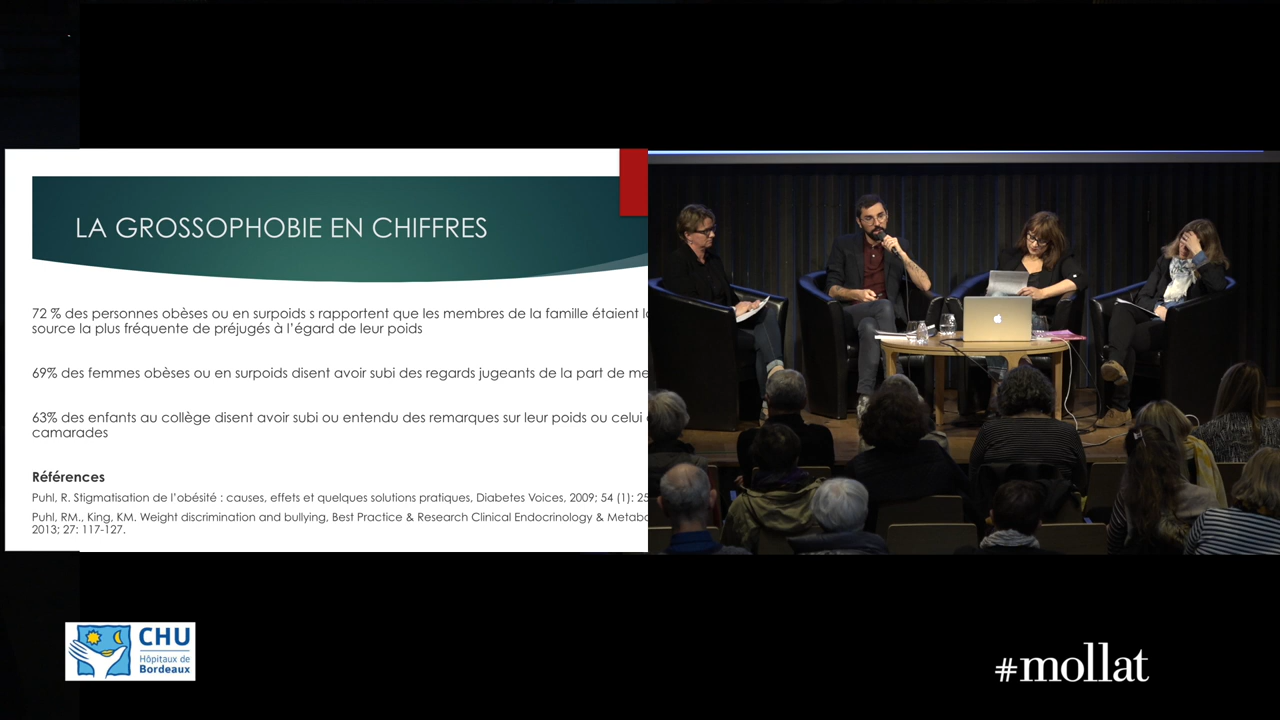 LA GROSSOPHOBIE EN CHIFFRES
72 % des personnes obèses ou en surpoids s rapportent que les membres de la famille étaient
source la plus fréquente de préjugés à l'égard de leur poids
69% des femmes obèses ou en surpoids disent avoir subi des regards jugeants de la part de
63% des enfants au collège disent avoir subi ou entendu des remarques sur leur poids ou celui
camarades
Références
Puhl, R. Stigmatisation de l'obésité : causes, effets et quelques solutions pratiques, Diabetes Voices, 2009; 54 (1):
Puhl, RM., King, KM. Weight discrimination and bullying, Best Practice & Research Clinical Endocrinology &
2013; 27: 117-127.
CHU
Hôpitaux de
Bordeaux
#mollat